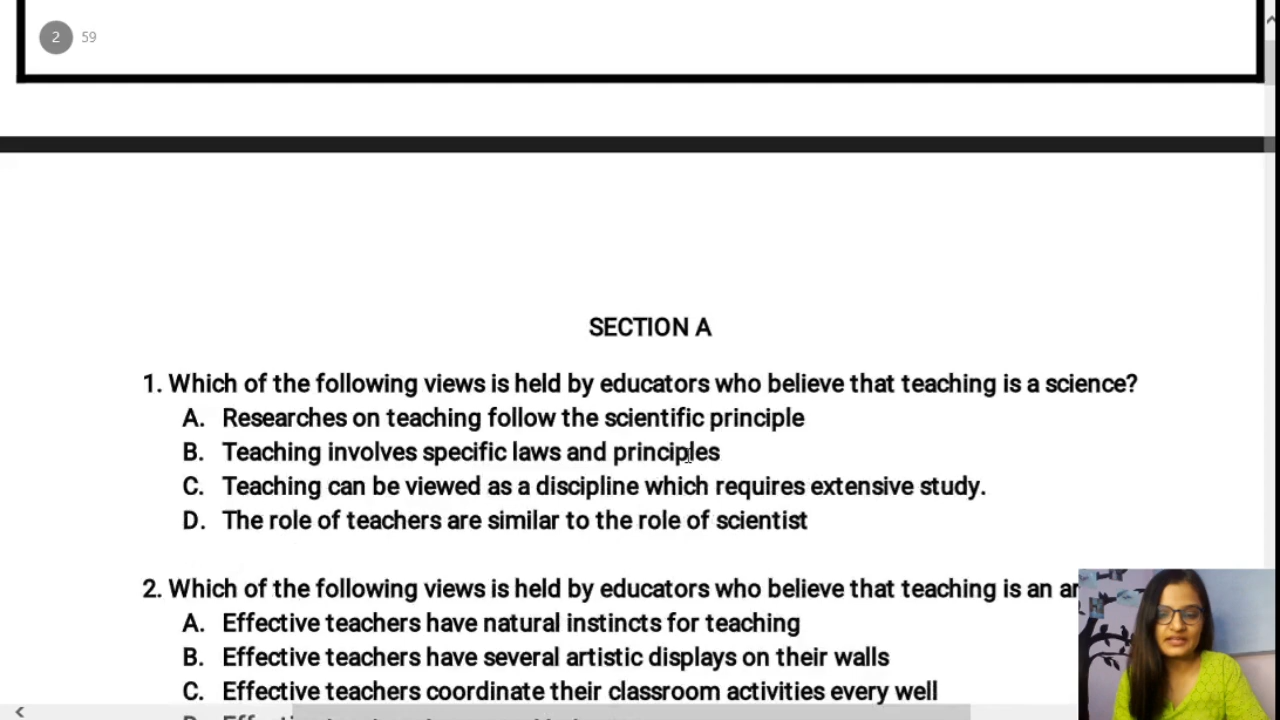 2 59
SECTION A
1. Which of the following views is held by educators who believe that teaching is a science?
A. Researches on teaching follow the scientific principle
B. Teaching involves specific laws and principles
C. Teaching can be viewed as a discipline which requires extensive study.
D. The role of teachers are similar to the role of scientist
2. Which of the following views is held by educators who believe that teaching is an
A. Effective teachers have natural instincts for teaching
B. Effective teachers have several artistic displays on their walls
C. Effective teachers coordinate their classroom activities every well